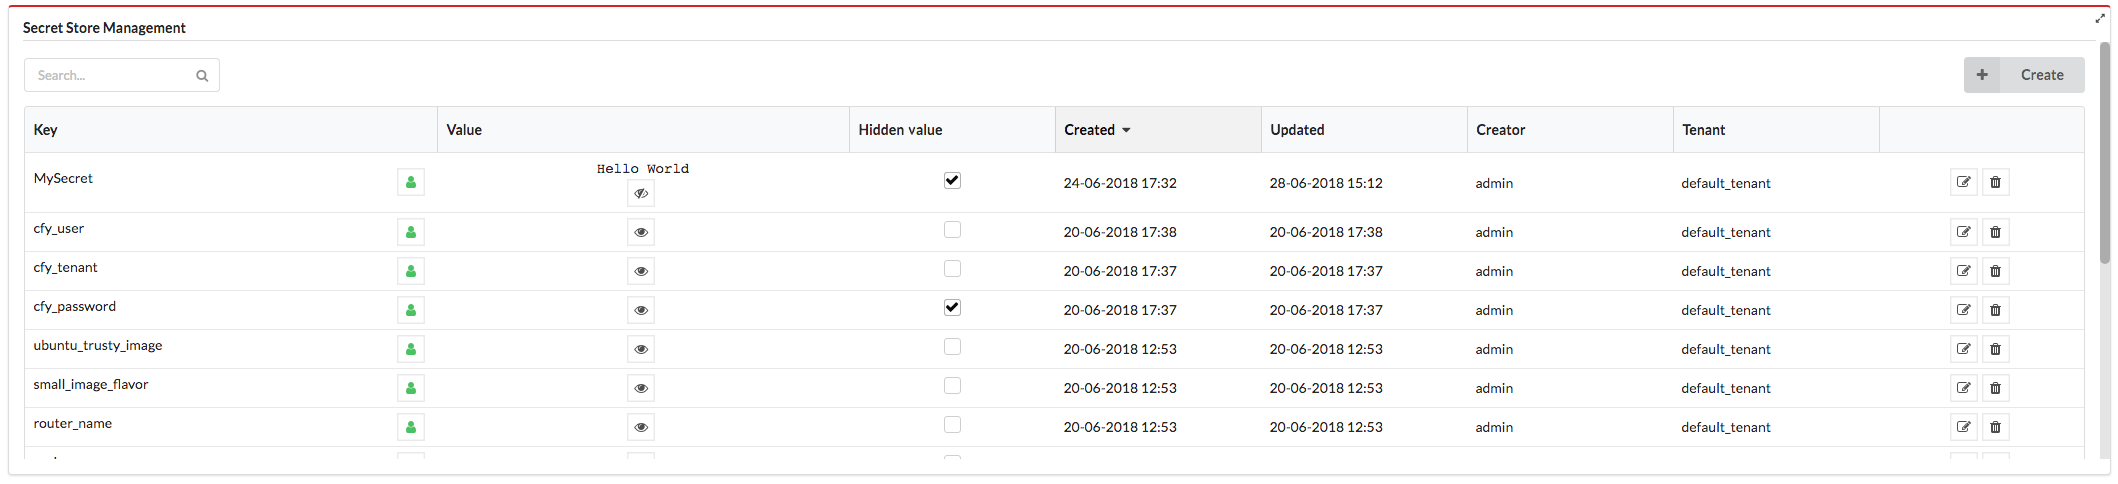 Secret Store Management
Search...
Create
Key Value Hidden value Created Updated Creator Tenant
MySecret Hello World 24-06-2018 17:32 28-06-2018 15:12 admin default_tenant
cfy_user 20-06-2018 17:38 20-06-2018 17:38 admin default_tenant
cfy_tenant 20-06-2018 17:37 20-06-2018 17:37 admin default_tenant
cfy_password 20-06-2018 17:37 20-06-2018 17:37 admin default_tenant
ubuntu_trusty_image 20-06-2018 12:53 20-06-2018 12:53 admin default_tenant
small_image_flavor 20-06-2018 12:53 20-06-2018 12:53 admin default_tenant
router_name 20-06-2018 12:53 20-06-2018 12:53 admin default_tenant